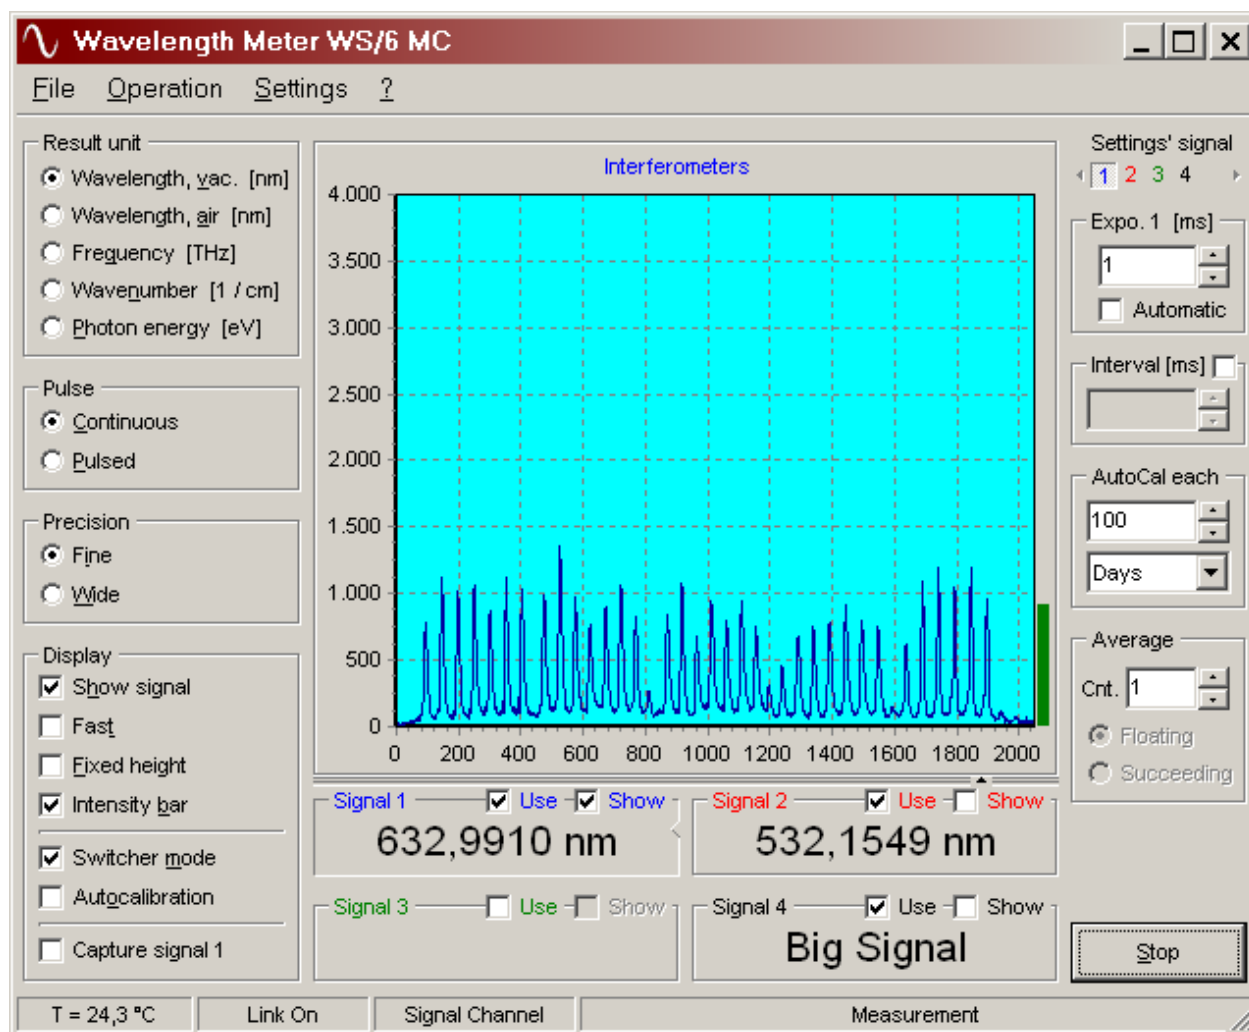 Wavelength Meter WS/6 MC
File Operation Settings ?
Result unit
Wavelength, vac. [nm]
Wavelength, air [nm]
Frequency [THz]
Wavenumber [1 / cm]
Photon energy [eV]
Pulse
Continuous
Pulsed
Precision
Fine
Wide
Display
Show signal
Fast
Fixed height
Intensity bar
Switcher mode
Autocalibration
Capture signal 1
Interferometers
4.000
3.500
3.000
2.500
2.000
1.500
1.000
500
0
0 200 400 600 800 1000 1200 1400 1600 1800 2000
Signal 1 Use Show
632,9910 nm
Signal 2 Use Show
532,1549 nm
Signal 3 Use Show
Signal 4 Use Show
Big Signal
Settings' signal
1 2 3 4
Expo. 1 [ms]
1
Automatic
Interval [ms]
AutoCal each
100
Days
Average
Cnt. 1
Floating
Succeeding
Stop
T = 24,3 °C Link On Signal Channel Measurement